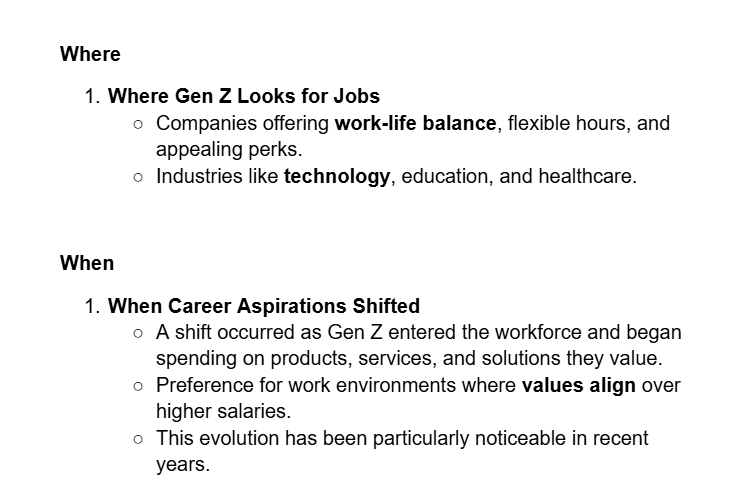 Where
1. Where Gen Z Looks for Jobs
○ Companies offering work-life balance, flexible hours, and
appealing perks.
○ Industries like technology, education, and healthcare.
When
1. When Career Aspirations Shifted
○ A shift occurred as Gen Z entered the workforce and began
spending on products, services, and solutions they value.
○ Preference for work environments where values align over
higher salaries.
○ This evolution has been particularly noticeable in recent
years.